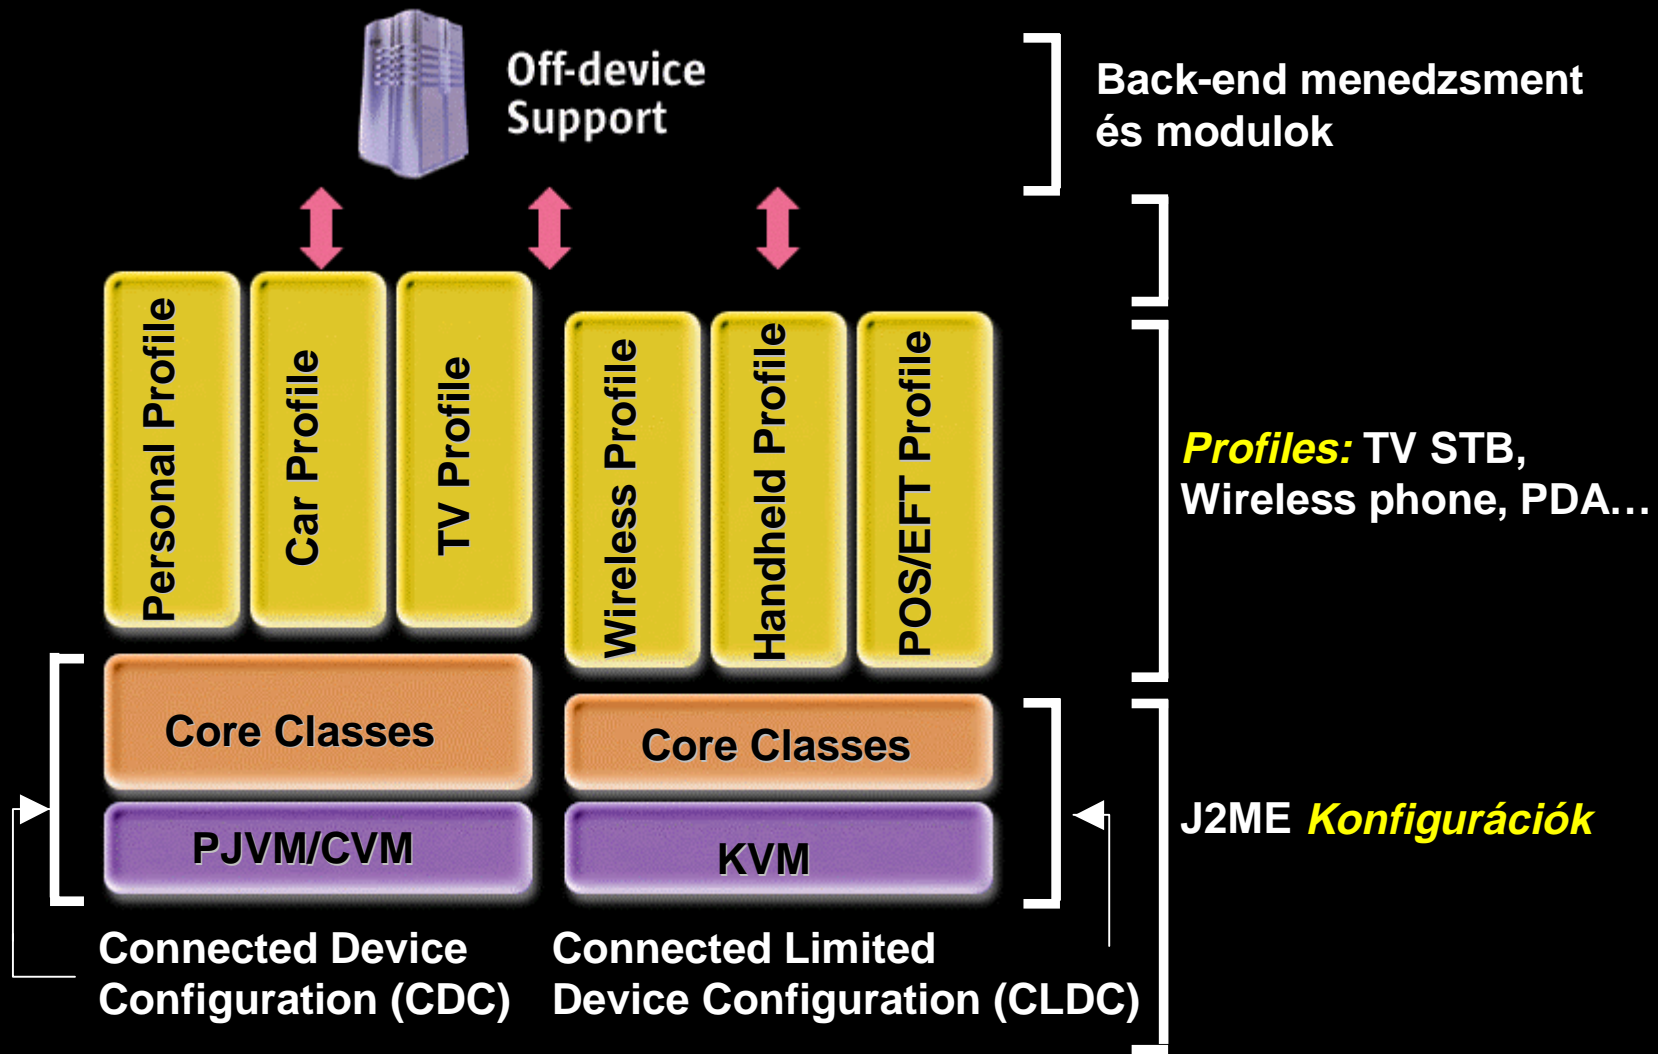 Off-device
Support
Back-end menedzsment
és modulok
Personal Profile
Car Profile
TV Profile
Wireless Profile
Handheld Profile
POS/EFT Profile
Profiles: TV STB,
Wireless phone, PDA…
Core Classes
Core Classes
PJVM/CVM
KVM
J2ME Konfigurációk
Connected Device
Configuration (CDC)
Connected Limited
Device Configuration (CLDC)